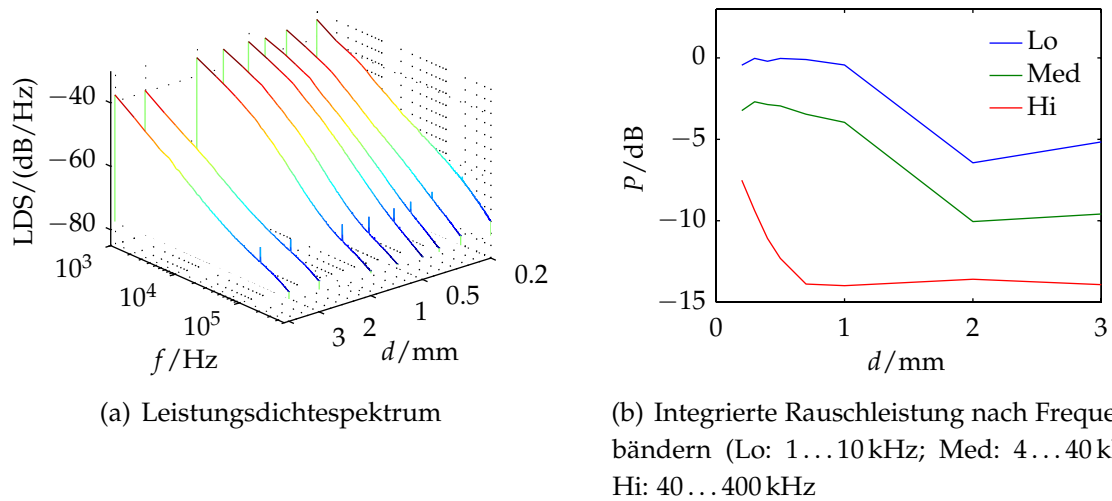 LDS/(dB/Hz)
−40
−60
−80
10³
10⁴
10⁵
f/Hz
3
2
1
0.5
0.2
d/mm
(a) Leistungsdichtespektrum
P/dB
0
−5
−10
−15
0
1
2
3
d/mm
Lo
Med
Hi
(b) Integrierte Rauschleistung nach Freque
bändern (Lo: 1...10 kHz; Med: 4...40 k
Hi: 40...400 kHz